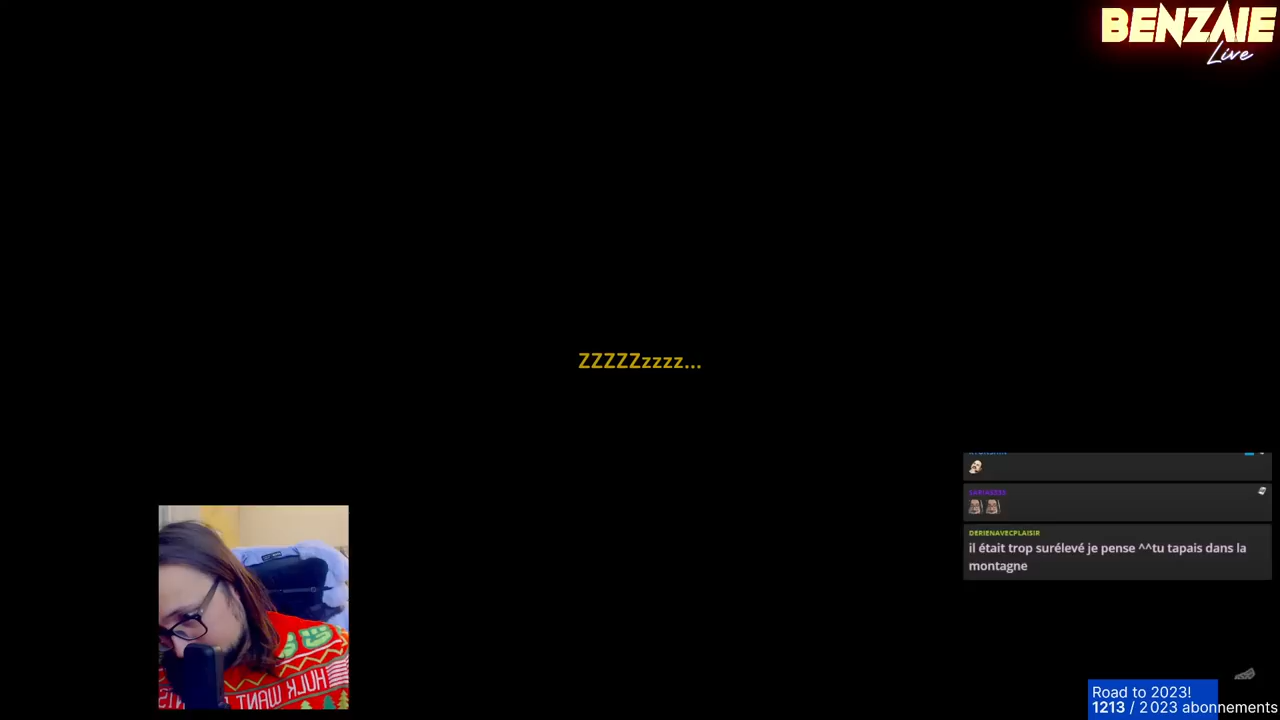 BENZAIE
Live
ZZZZZzzzz...
DERIENAVECPLAISIR
il était trop surélevé je pense ^^tu tapais dans la
montagne
HULK WANT
Road to 2023!
1213 / 2023 abonnements